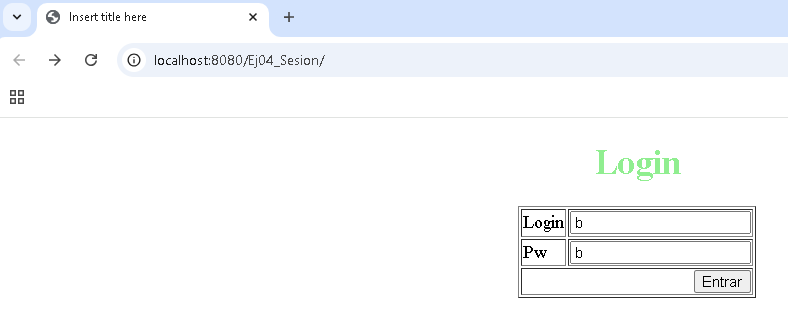 Insert title here
localhost:8080/Ej04_Sesion/
Login
Login b
Pw b
Entrar